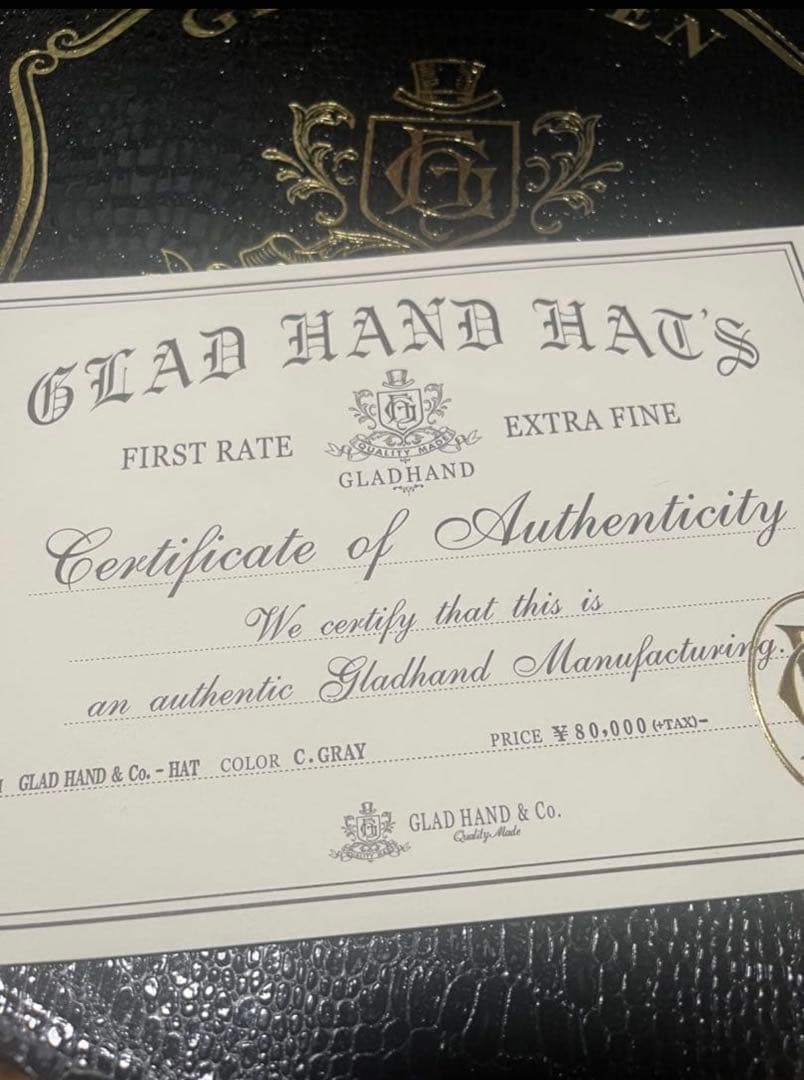 GLAD HAND HAT'S
FIRST RATE
QUALITY MADE
GLADHAND
EXTRA FINE
Certificate of Authenticity
We certify that this is
an authentic Gladhand Manufacturing.
GLAD HAND & Co. - HAT COLOR C.GRAY PRICE ¥80,000 (+TAX)-
GLAD HAND & Co.
Quality Made